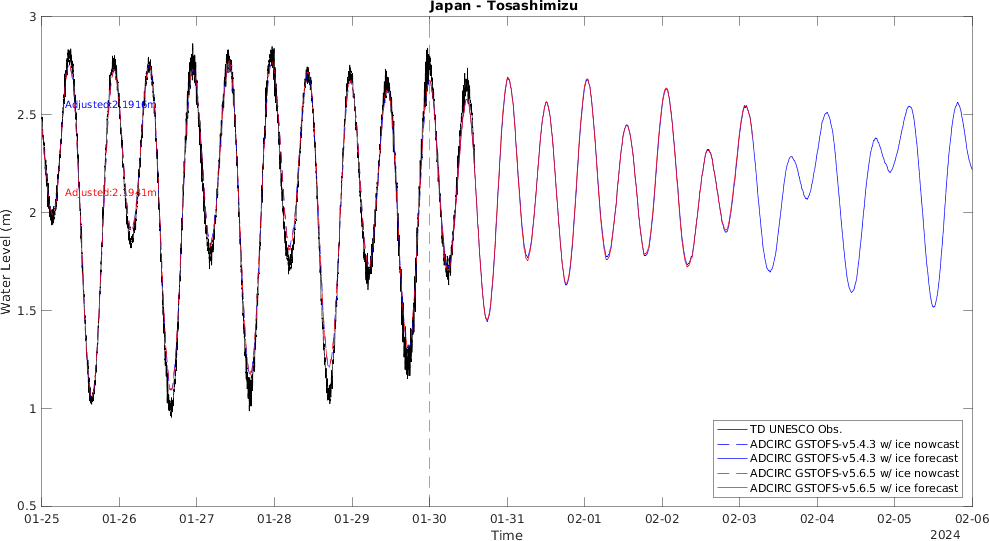 Japan - Tosashimizu
3
2.5
2
1.5
1
0.5
Water Level (m)
Adjusted:2.1916m
Adjusted:2.1941m
TD UNESCO Obs.
ADCIRC GSTOFS-v5.4.3 w/ ice nowcast
ADCIRC GSTOFS-v5.4.3 w/ ice forecast
ADCIRC GSTOFS-v5.6.5 w/ ice nowcast
ADCIRC GSTOFS-v5.6.5 w/ ice forecast
01-25 01-26 01-27 01-28 01-29 01-30 01-31 02-01 02-02 02-03 02-04 02-05 02-06
Time
2024